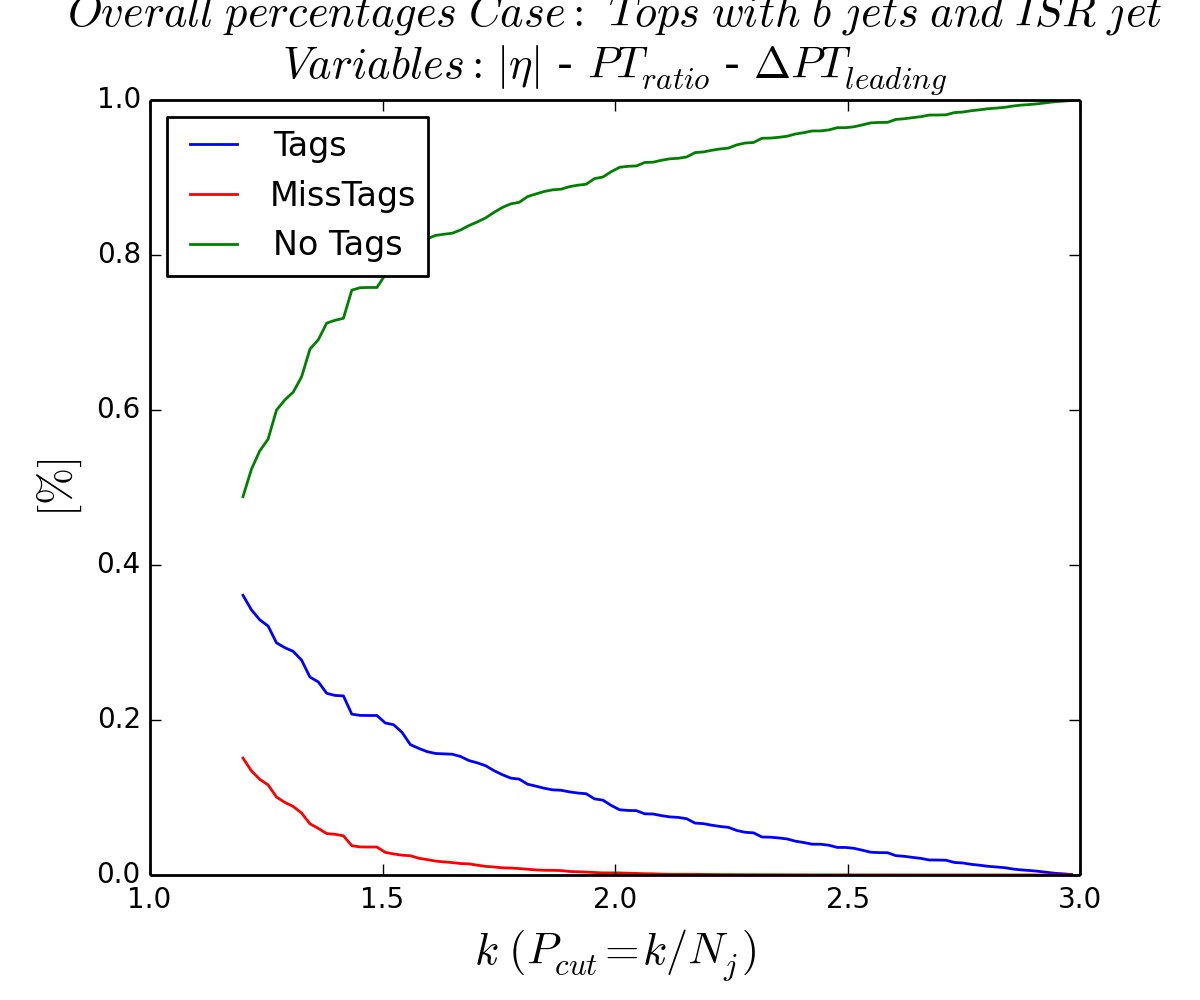 Overall percentages Case: Tops with b jets and ISR jet
Variables: |η| - PT_ratio - ΔPT_leading
1.0
Tags
MissTags
No Tags
0.8
0.6
[%]
0.4
0.2
0.0
1.0 1.5 2.0 2.5 3.0
k (P_cut=k/N_j)